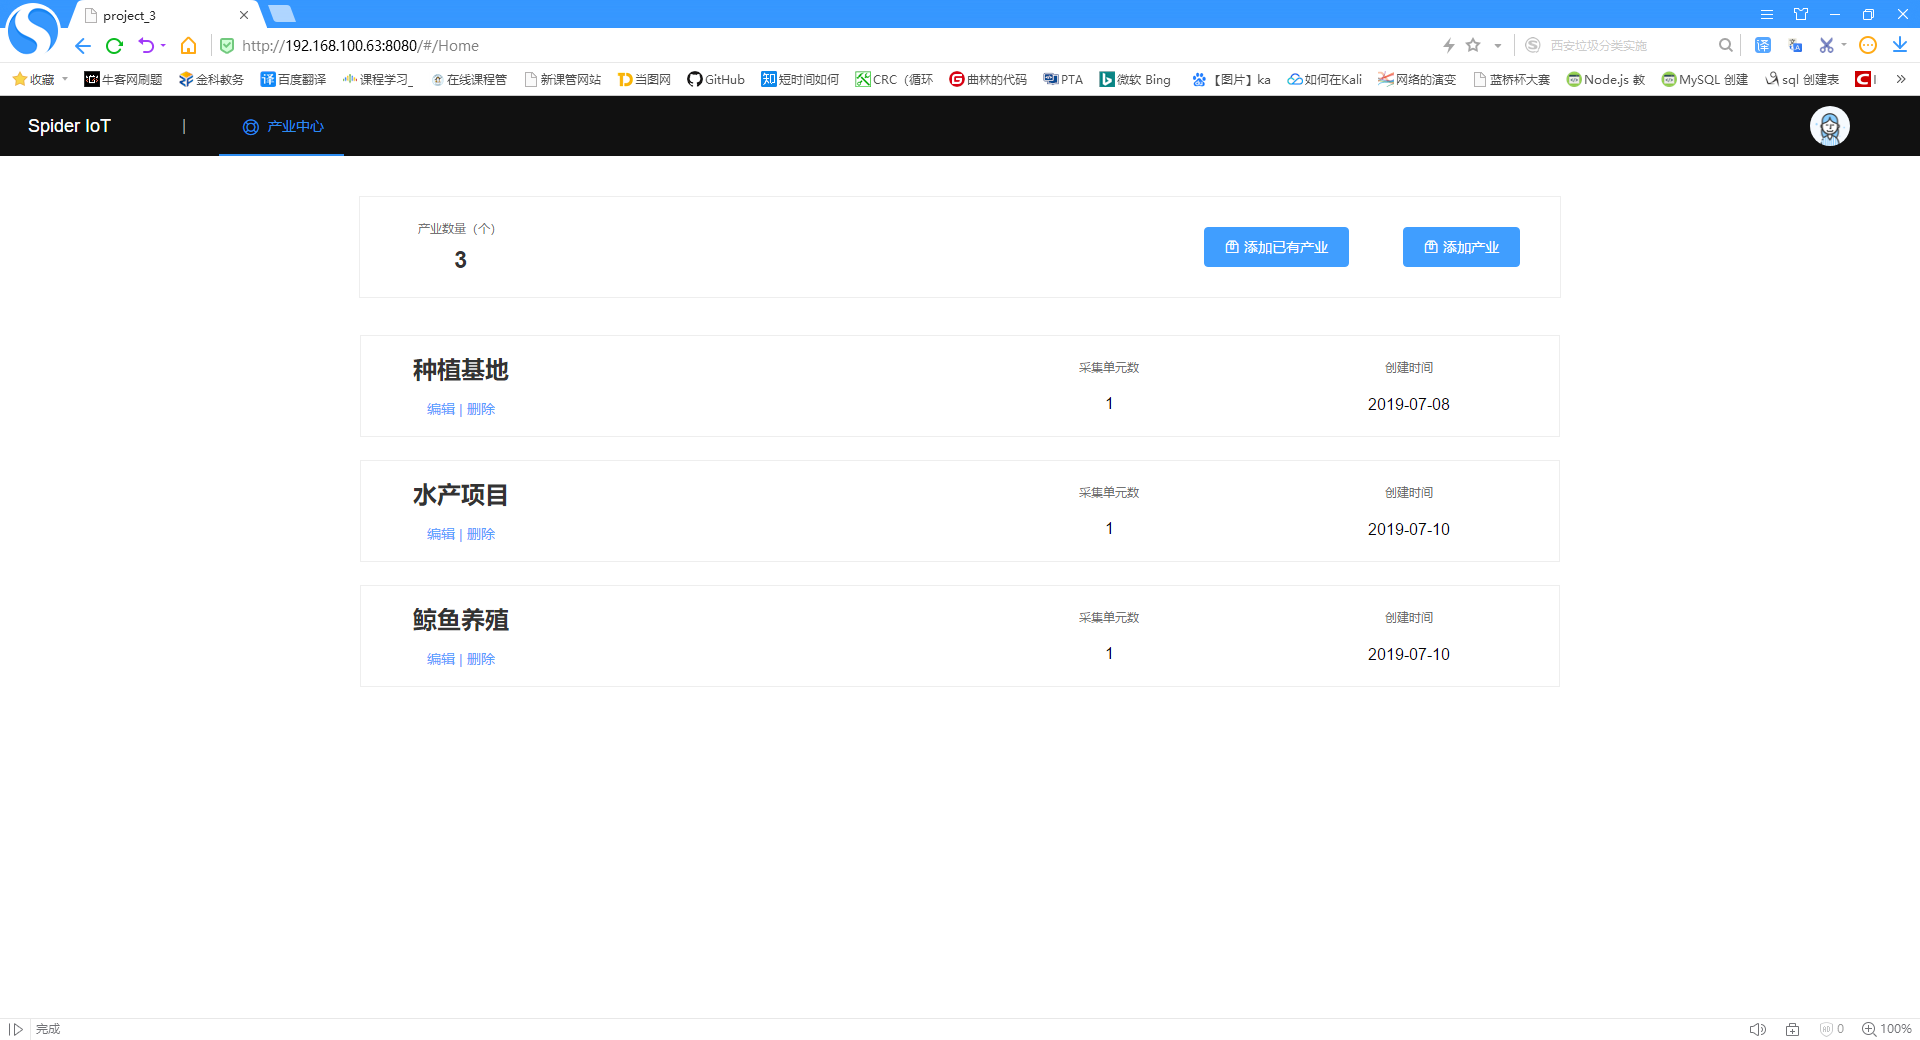 project_3
http://192.168.100.63:8080/#/Home
西安垃圾分类实施
收藏 牛客网刷题 金科教务 百度翻译 课程学习_ 在线课程管 新课管网站 当图网 GitHub 短时间如何 CRC（循环 曲林的代码 PTA 微软 Bing 【图片】ka 如何在Kali 网络的演变 蓝桥杯大赛 Node.js 教 MySQL 创建 sql 创建表
Spider IoT | 产业中心
产业数量（个）
3
添加已有产业 添加产业
种植基地
编辑 | 删除
采集单元数
1
创建时间
2019-07-08
水产项目
编辑 | 删除
采集单元数
1
创建时间
2019-07-10
鲸鱼养殖
编辑 | 删除
采集单元数
1
创建时间
2019-07-10
完成
0 100%